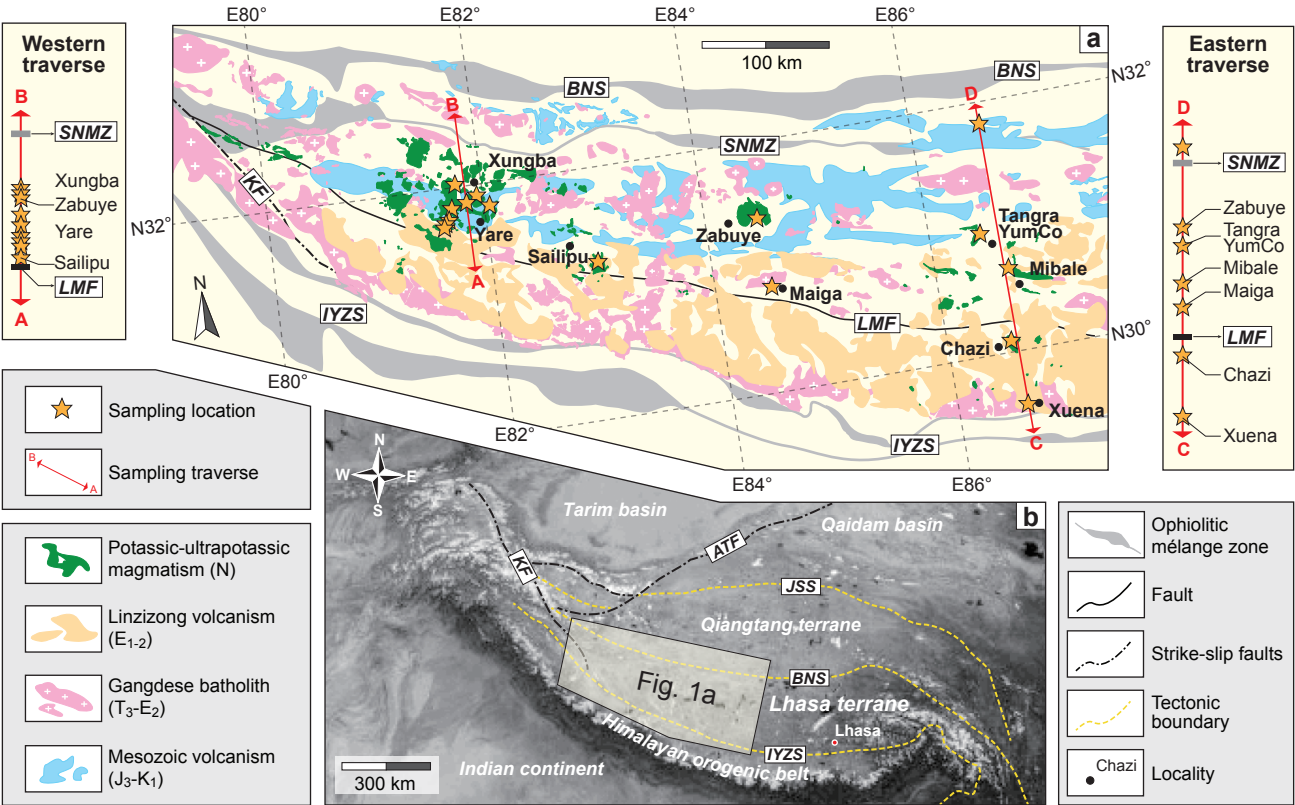 Western
traverse
B
SNMZ
Xungba
Zabuye
Yare
Sailipu
LMF
A
E80°
E82°
E84°
E86°
a
100 km
BNS
BNS
N32°
B
D
SNMZ
Xungba
KF
N32°
Yare
Zabuye
Tangra
YumCo
Sailipu
Mibale
A
N
Maiga
IYZS
LMF
N30°
Chazi
E80°
Xuena
E82°
IYZS
C
E84°
E86°
Eastern
traverse
D
SNMZ
Zabuye
Tangra
YumCo
Mibale
Maiga
LMF
Chazi
Xuena
C
Sampling location
B
A
Sampling traverse
Potassic-ultrapotassic
magmatism (N)
Linzizong volcanism
(E1-2)
Gangdese batholith
(T3-E2)
Mesozoic volcanism
(J3-K1)
N
W
E
S
b
Tarim basin
Qaidam basin
KF
ATF
JSS
Qiangtang terrane
Fig. 1a
BNS
Lhasa terrane
Lhasa
IYZS
Himalayan orogenic belt
Indian continent
300 km
Ophiolitic
mélange zone
Fault
Strike-slip faults
Tectonic
boundary
Chazi
Locality